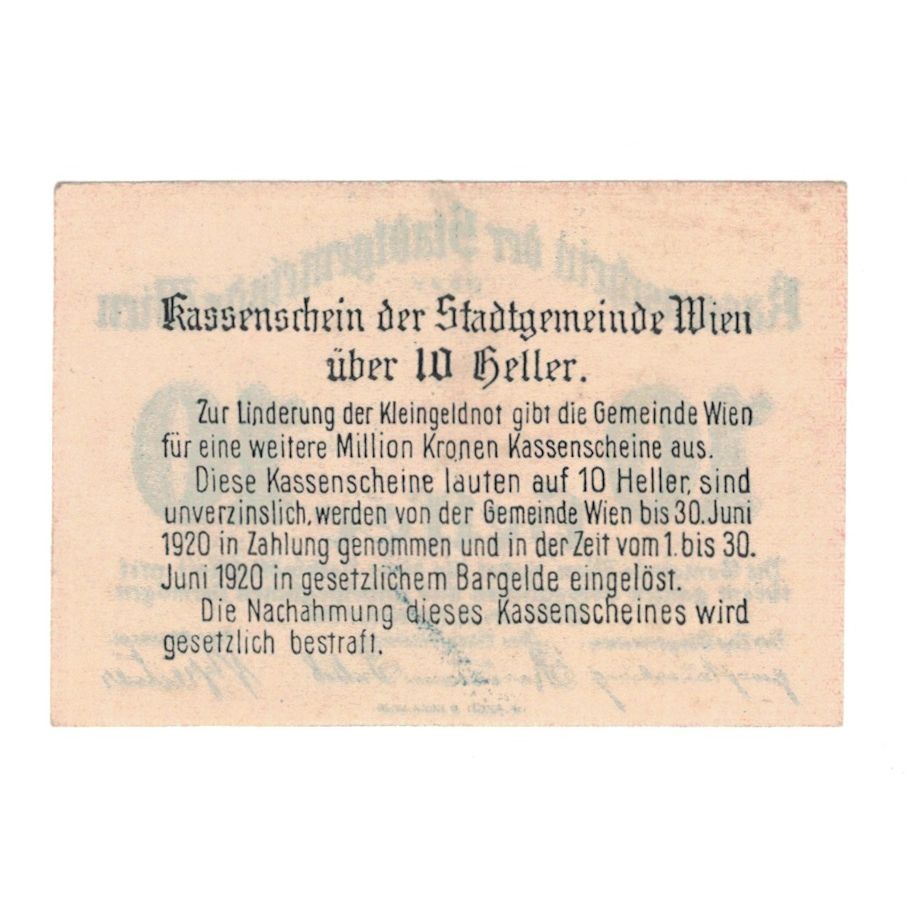 Kassenschein der Stadtgemeinde Wien
über 10 Heller.
Zur Linderung der Kleingeldnot gibt die Gemeinde Wien
für eine weitere Million Kronen Kassenscheine aus.
Diese Kassenscheine lauten auf 10 Heller, sind
unverzinslich, werden von der Gemeinde Wien bis 30. Juni
1920 in Zahlung genommen und in der Zeit vom 1. bis 30.
Juni 1920 in gesetzlichem Bargelde eingelöst.
Die Nachahmung dieses Kassenscheines wird
gesetzlich bestraft.